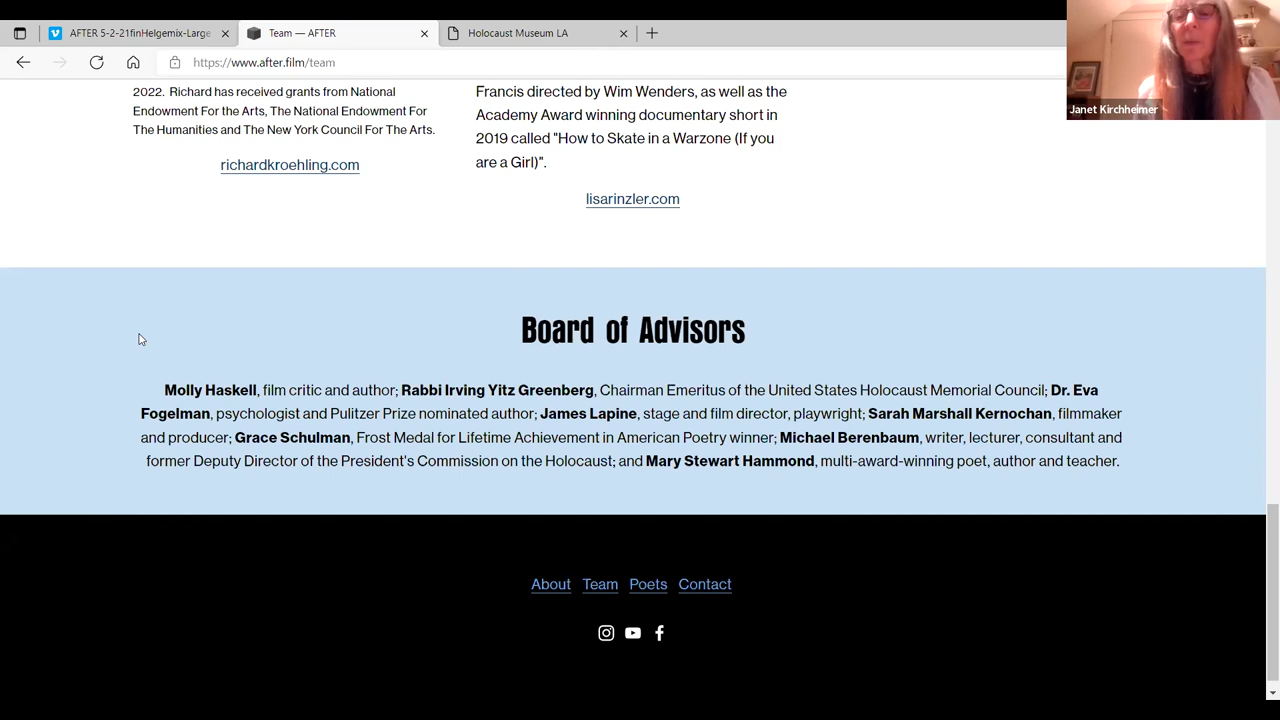 AFTER 5-2-21finHelgemix-Large
Team — AFTER
Holocaust Museum LA
https://www.after.film/team
Janet Kirchheimer
2022. Richard has received grants from National
Endowment For the Arts, The National Endowment For
The Humanities and The New York Council For The Arts.
richardkroehling.com
Francis directed by Wim Wenders, as well as the
Academy Award winning documentary short in
2019 called "How to Skate in a Warzone (If you
are a Girl)".
lisarinzler.com
Board of Advisors
Molly Haskell, film critic and author; Rabbi Irving Yitz Greenberg, Chairman Emeritus of the United States Holocaust Memorial Council; Dr. Eva
Fogelman, psychologist and Pulitzer Prize nominated author; James Lapine, stage and film director, playwright; Sarah Marshall Kernochan, filmmaker
and producer; Grace Schulman, Frost Medal for Lifetime Achievement in American Poetry winner; Michael Berenbaum, writer, lecturer, consultant and
former Deputy Director of the President's Commission on the Holocaust; and Mary Stewart Hammond, multi-award-winning poet, author and teacher.
About Team Poets Contact